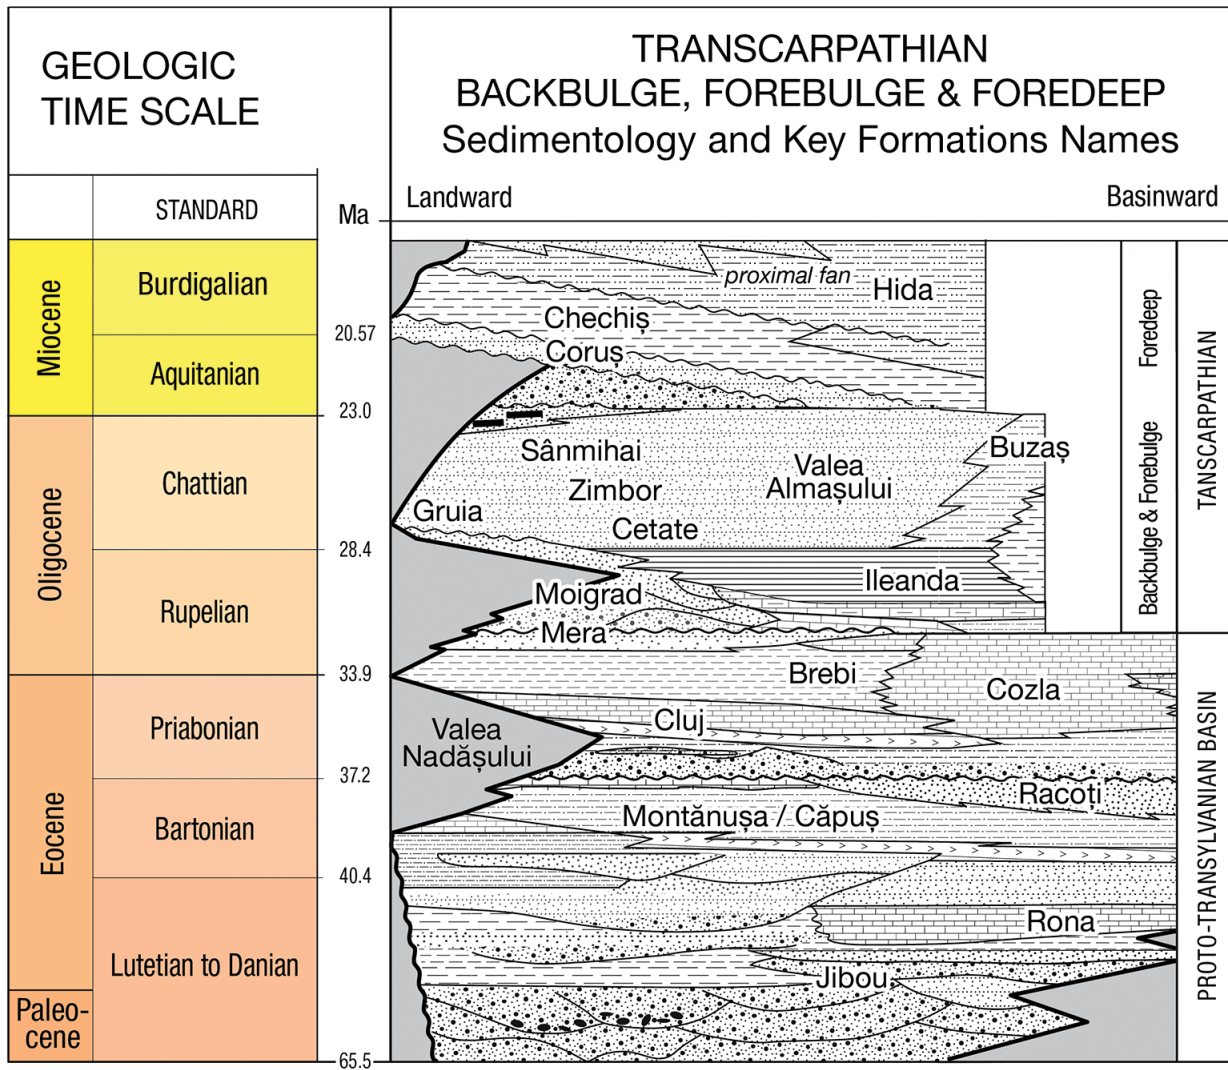 GEOLOGIC
TIME SCALE
TRANSCARPATHIAN
BACKBULGE, FOREBULGE & FOREDEEP
Sedimentology and Key Formations Names
STANDARD
Ma
Landward
Basinward
Miocene
Burdigalian
20.57
Aquitanian
23.0
Oligocene
Chattian
28.4
Rupelian
33.9
Eocene
Priabonian
37.2
Bartonian
40.4
Lutetian to Danian
Paleo-
cene
65.5
proximal fan
Hida
Chechiș
Coruș
Sânmihai
Buzaș
Valea
Almașului
Zimbor
Gruia
Cetate
Ileanda
Moigrad
Mera
Brebi
Cozla
Cluj
Valea
Nadășului
Racoți
Montănușa / Căpuș
Rona
Jibou
Foredeep
Backbulge & Forebulge
TANSCARPATHIAN
PROTO-TRANSYLVANIAN BASIN